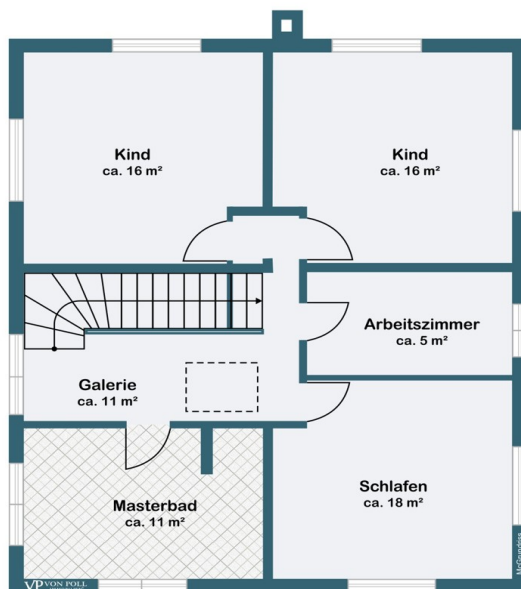 Kind
ca. 16 m²
Kind
ca. 16 m²
Arbeitszimmer
ca. 5 m²
Galerie
ca. 11 m²
Schlafen
ca. 18 m²
Masterbad
ca. 11 m²
VP VON POLL